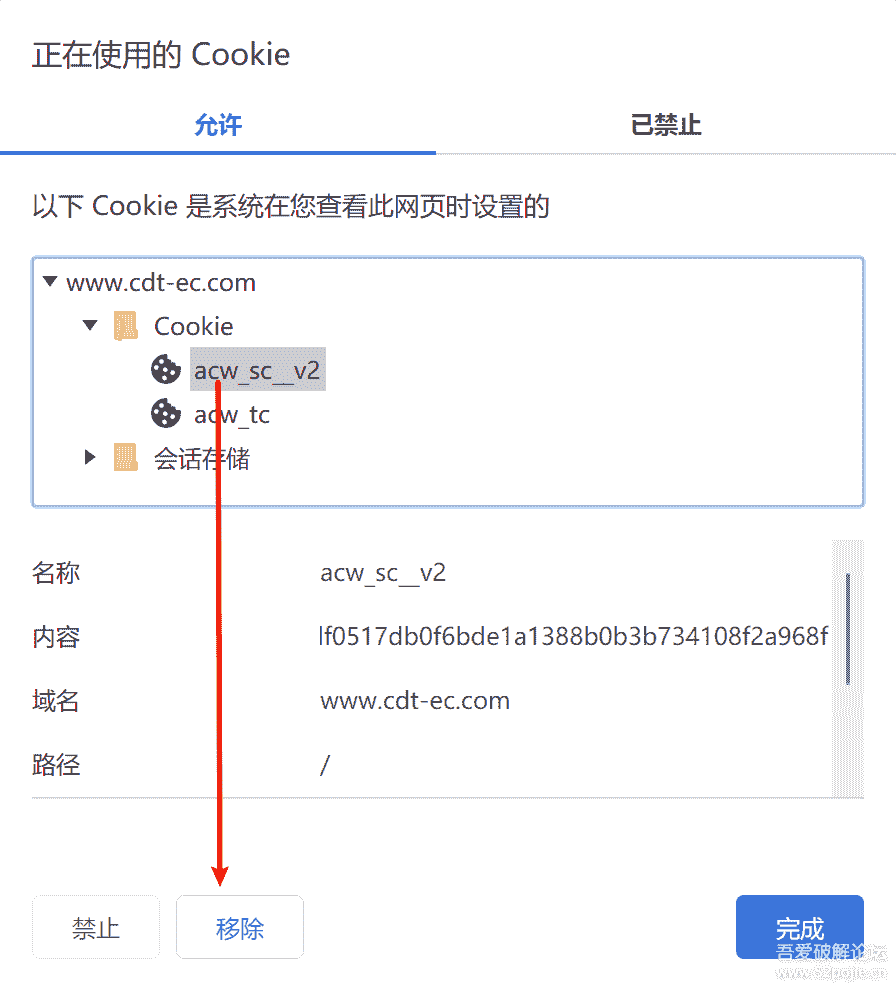 正在使用的 Cookie
允许 已禁止
以下 Cookie 是系统在您查看此网页时设置的
www.cdt-ec.com
Cookie
acw_sc__v2
acw_tc
会话存储
名称 acw_sc__v2
内容 lf0517db0f6bde1a1388b0b3b734108f2a968f
域名 www.cdt-ec.com
路径 /
禁止 移除 完成
吾爱破解论坛
www.52pojie.cn